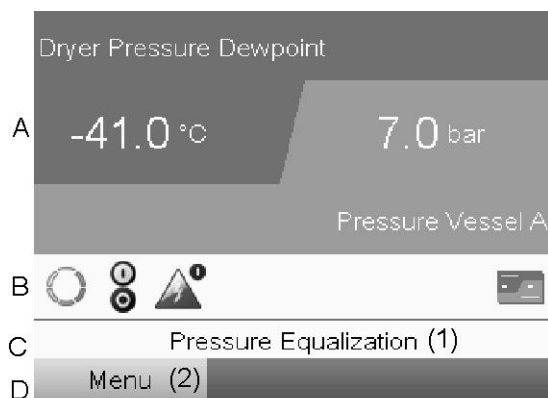 Dryer Pressure Dewpoint
A -41.0 °C 7.0 bar
Pressure Vessel A
B
C Pressure Equalization (1)
D Menu (2)